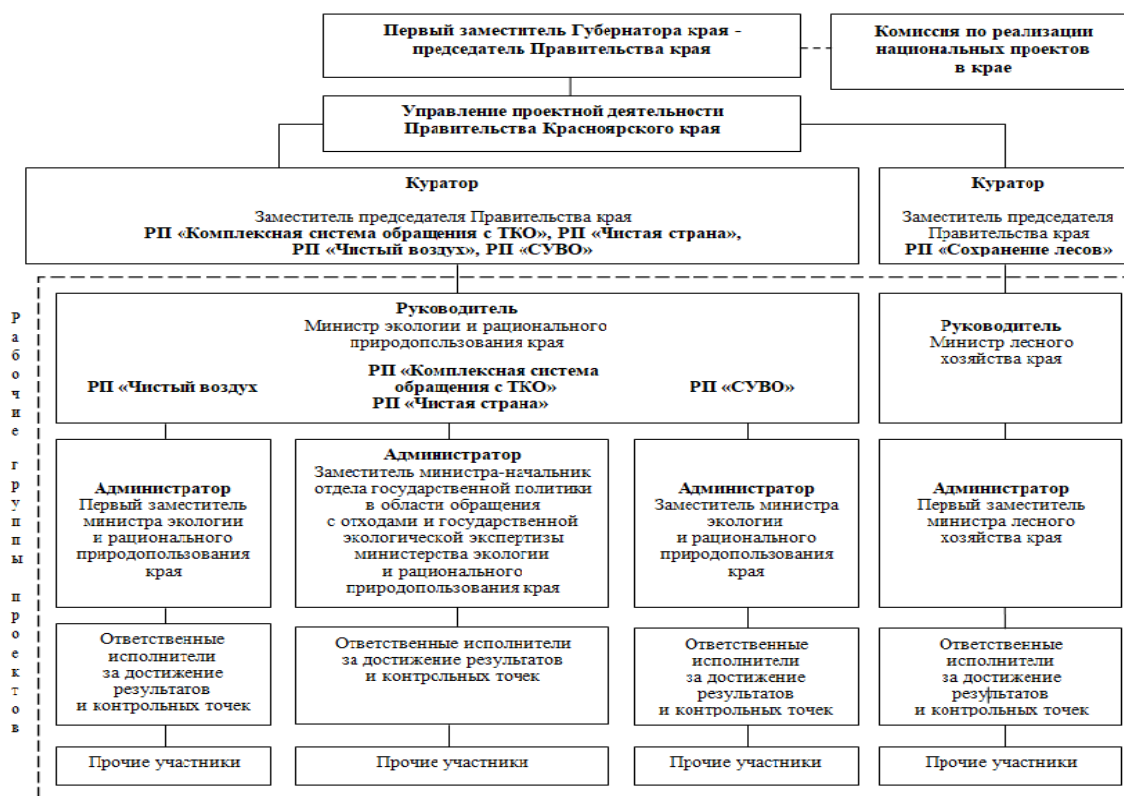 Первый заместитель Губернатора края -
председатель Правительства края
Комиссия по реализации
национальных проектов
в крае
Управление проектной деятельности
Правительства Красноярского края
Куратор
Заместитель председателя Правительства края
РП «Комплексная система обращения с ТКО», РП «Чистая страна»,
РП «Чистый воздух», РП «СУВО»
Куратор
Заместитель председателя
Правительства края
РП «Сохранение лесов»
Рабочие группы проектов
Руководитель
Министр экологии и рационального
природопользования края
РП «Чистый воздух
РП «Комплексная система
обращения с ТКО»
РП «Чистая страна»
РП «СУВО»
Руководитель
Министр лесного
хозяйства края
Администратор
Первый заместитель
министра экологии
и рационального
природопользования
края
Администратор
Заместитель министра-начальник
отдела государственной политики
в области обращения
с отходами и государственной
экологической экспертизы
министерства экологии
и рационального
природопользования края
Администратор
Заместитель министра
экологии
и рационального
природопользования
края
Администратор
Первый заместитель
министра лесного
хозяйства края
Ответственные
исполнители
за достижение
результатов
и контрольных точек
Ответственные исполнители
за достижение результатов
и контрольных точек
Ответственные
исполнители
за достижение
результатов
и контрольных точек
Ответственные
исполнители
за достижение
результатов
и контрольных точек
Прочие участники
Прочие участники
Прочие участники
Прочие участники